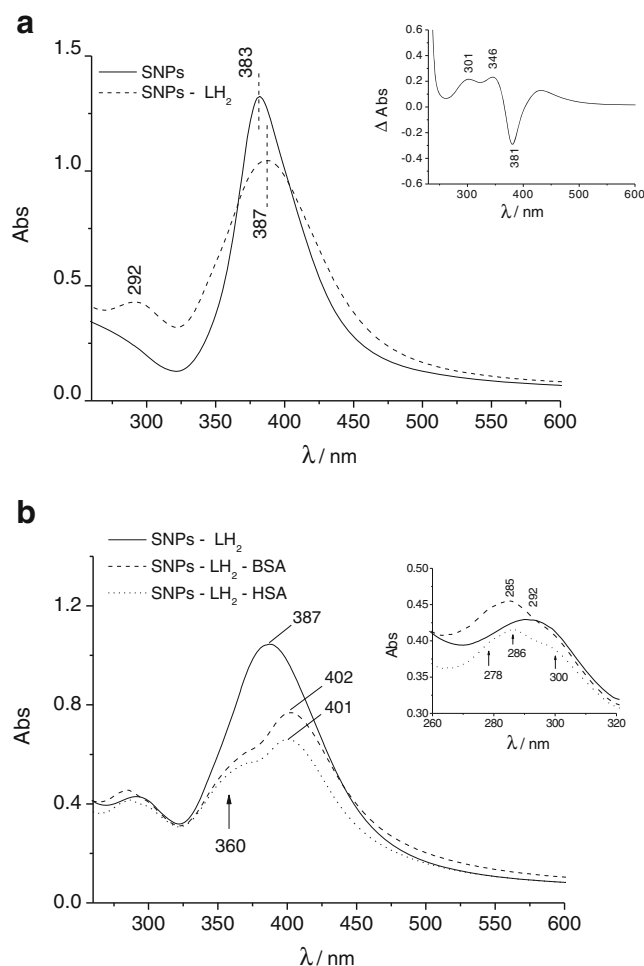 a
1.5
1.0
0.5
0.0
Abs
SNPs
SNPs - LH2
383
387
292
300 350 400 450 500 550 600
λ / nm
0.6
0.4
0.2
0.0
-0.2
-0.4
-0.6
Δ Abs
301
346
381
300 400 500 600
λ / nm
b
SNPs - LH2
SNPs - LH2 - BSA
SNPs - LH2 - HSA
1.2
0.8
0.4
0.0
Abs
387
402
401
360
300 350 400 450 500 550 600
λ / nm
0.50
0.45
0.40
0.35
0.30
Abs
285
292
278
286
300
260 280 300 320
λ / nm